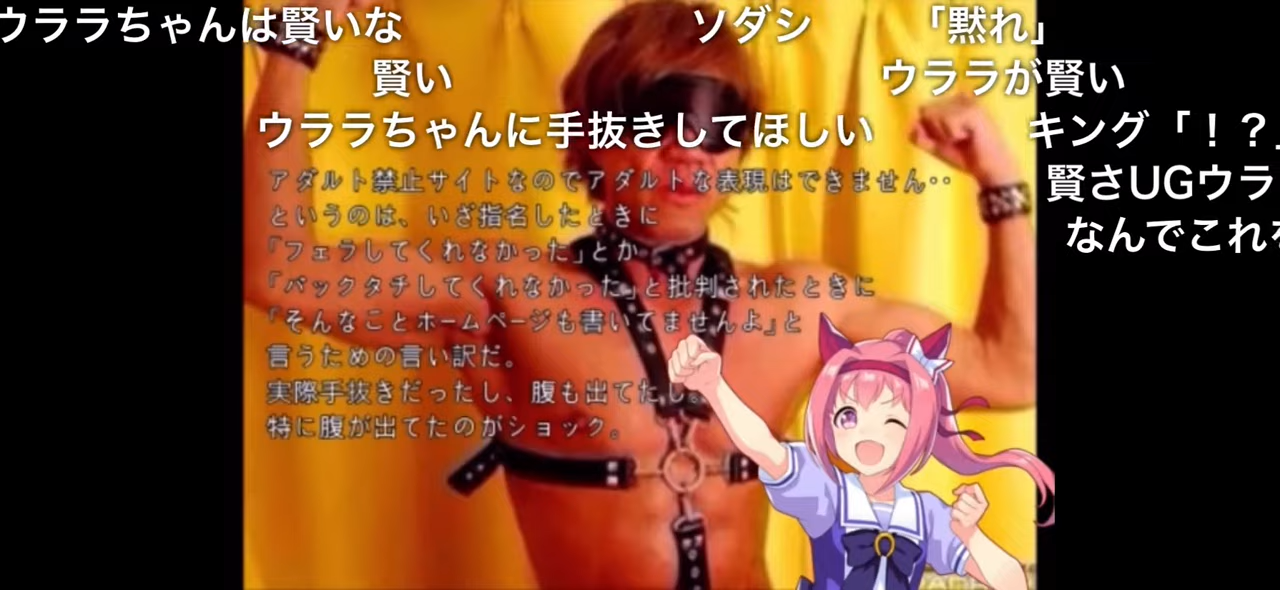 ウララちゃんは賢いな
ソダシ
「黙れ」
賢い
ウララが賢い
ウララちゃんに手抜きしてほしい
キング「！？」
賢さUGウラ
なんでこれを
アダルト禁止サイトなのでアダルトな表現はできません‥
というのは、いざ指名したときに
「フェラしてくれなかった」とか
「バックタチしてくれなかった」と批判されたときに
「そんなことホームページも書いてませんよ」と
言うための言い訳だ。
実際手抜きだったし、腹も出てたし。
特に腹が出てたのがショック。